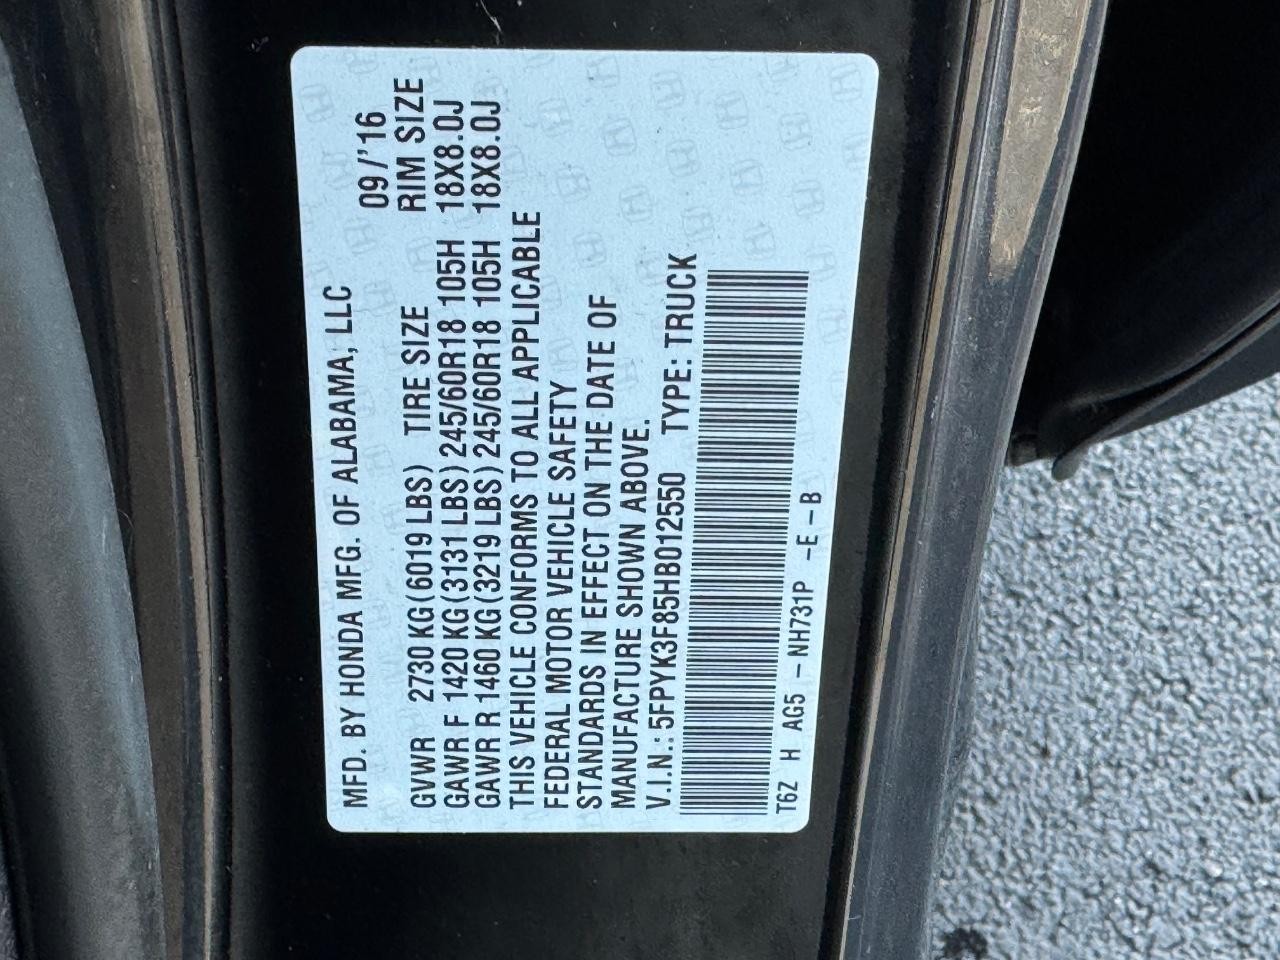 MFD. BY HONDA MFG. OF ALABAMA, LLC 09/'16
GVWR 2730 KG (6019 LBS) TIRE SIZE RIM SIZE
GAWR F 1420 KG (3131 LBS) 245/60R18 105H 18X8.0J
GAWR R 1460 KG (3219 LBS) 245/60R18 105H 18X8.0J
THIS VEHICLE CONFORMS TO ALL APPLICABLE
FEDERAL MOTOR VEHICLE SAFETY
STANDARDS IN EFFECT ON THE DATE OF
MANUFACTURE SHOWN ABOVE.
V.I.N.: 5FPYK3F85HB012550 TYPE: TRUCK
T6Z H AG5 - NH731P - E - B